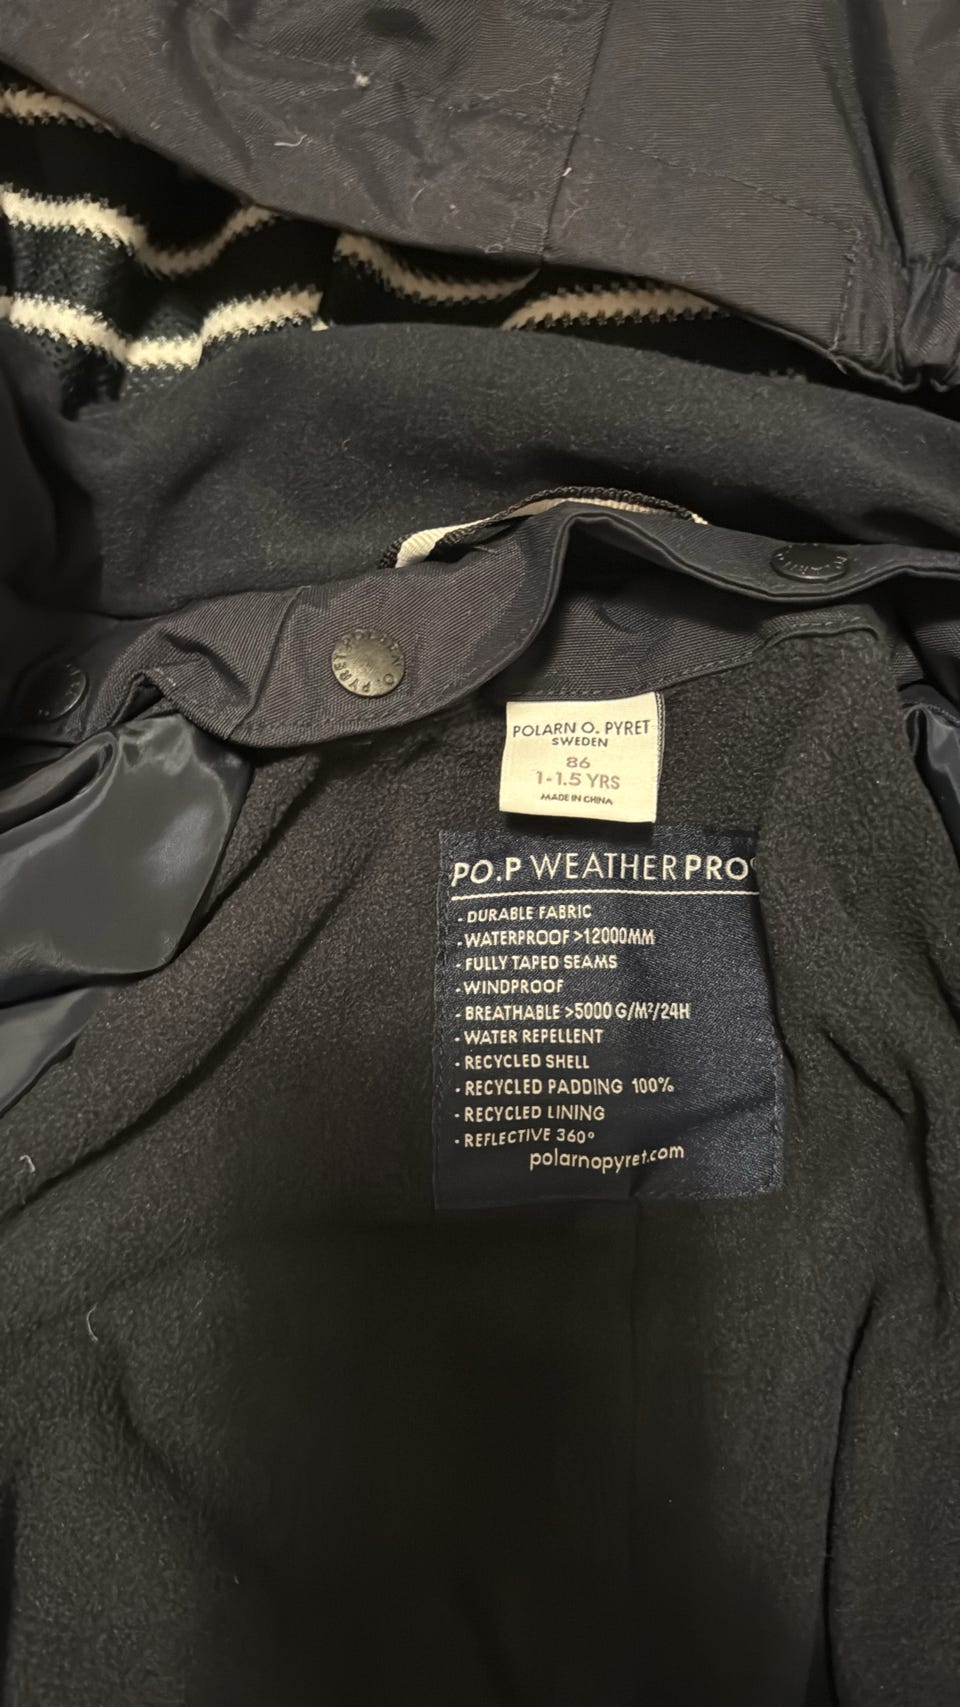 POLARN O. PYRET
POLARN O. PYRET
SWEDEN
86
1-1.5 YRS
MADE IN CHINA
PO.P WEATHERPRO®
- DURABLE FABRIC
- WATERPROOF >12000MM
- FULLY TAPED SEAMS
- WINDPROOF
- BREATHABLE >5000 G/M²/24H
- WATER REPELLENT
- RECYCLED SHELL
- RECYCLED PADDING 100%
- RECYCLED LINING
- REFLECTIVE 360°
polarnopyret.com